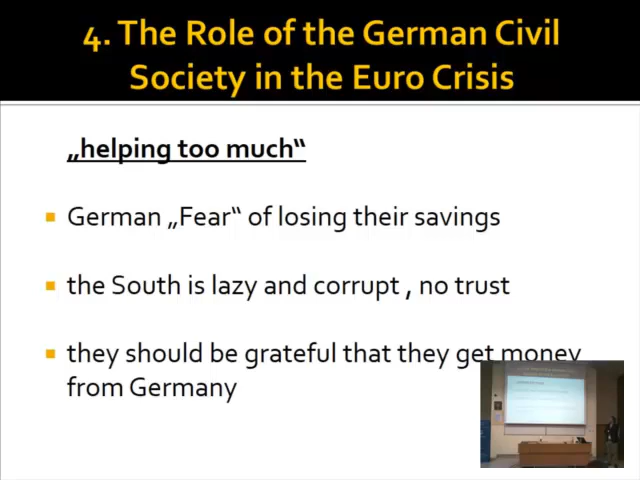 4. The Role of the German Civil
Society in the Euro Crisis
„helping too much“
German „Fear“ of losing their savings
the South is lazy and corrupt , no trust
they should be grateful that they get money
from Germany